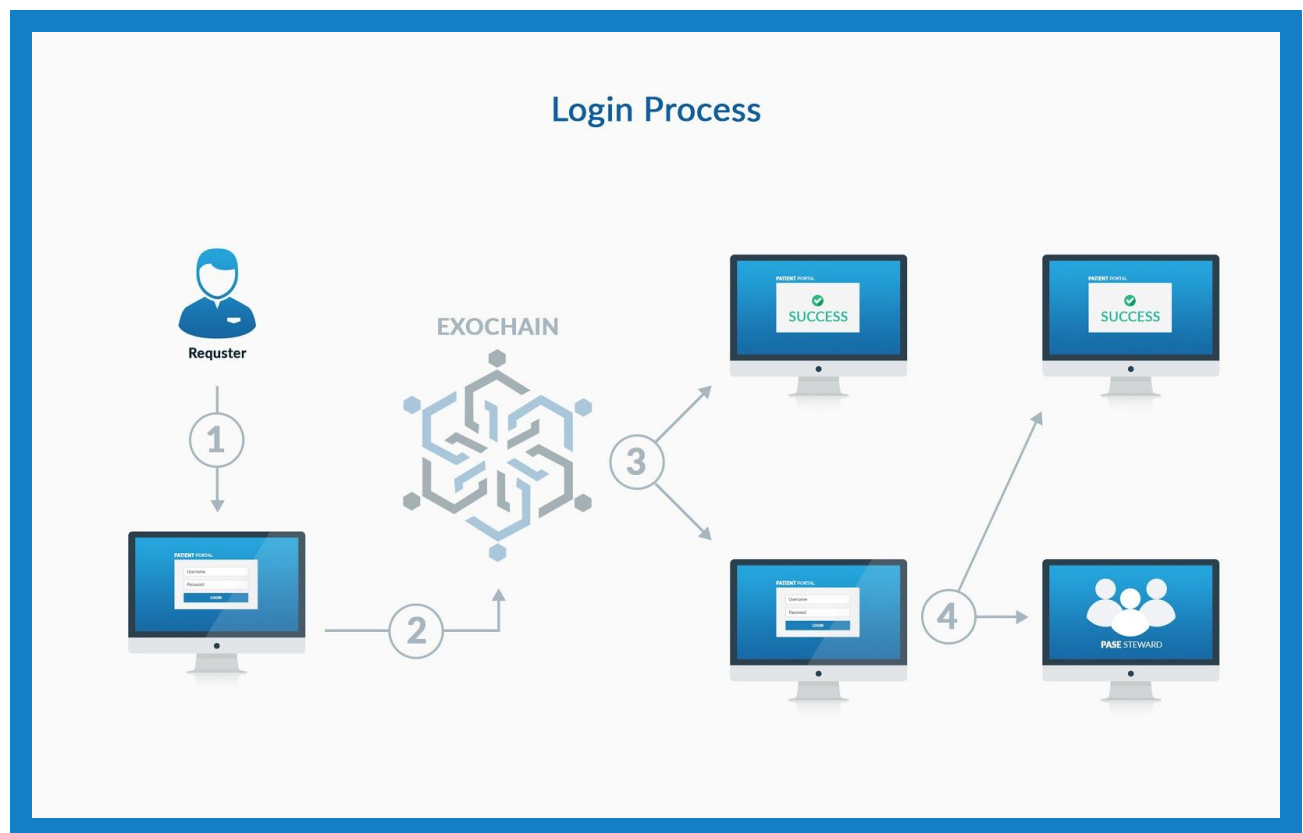 Login Process
Requster
1
PATIENT PORTAL
Username
Password
LOGIN
2
EXOCHAIN
3
PATIENT PORTAL
SUCCESS
PATIENT PORTAL
Username
Password
LOGIN
4
PATIENT PORTAL
SUCCESS
PASE STEWARD